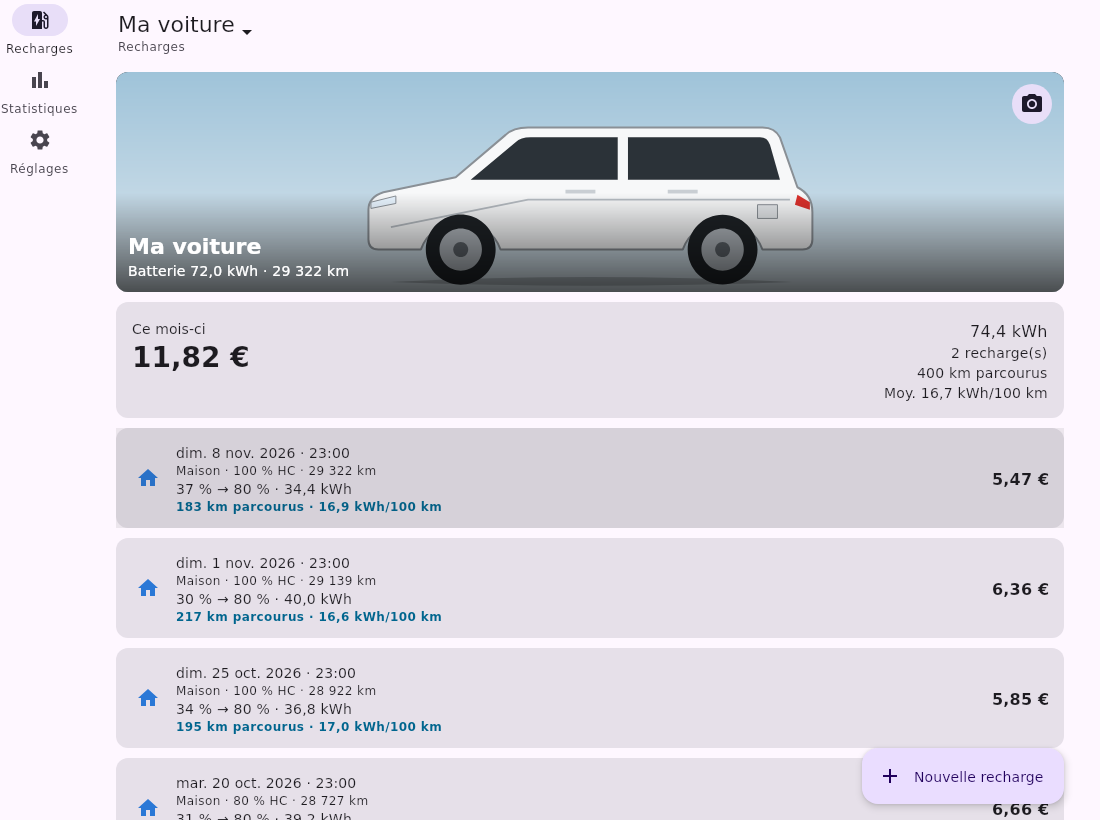 Recharges
Statistiques
Réglages
Ma voiture
Recharges
Ma voiture
Batterie 72,0 kWh · 29 322 km
Ce mois-ci
11,82 €
74,4 kWh
2 recharge(s)
400 km parcourus
Moy. 16,7 kWh/100 km
dim. 8 nov. 2026 · 23:00
Maison · 100 % HC · 29 322 km
37 % → 80 % · 34,4 kWh
183 km parcourus · 16,9 kWh/100 km
5,47 €
dim. 1 nov. 2026 · 23:00
Maison · 100 % HC · 29 139 km
30 % → 80 % · 40,0 kWh
217 km parcourus · 16,6 kWh/100 km
6,36 €
dim. 25 oct. 2026 · 23:00
Maison · 100 % HC · 28 922 km
34 % → 80 % · 36,8 kWh
195 km parcourus · 17,0 kWh/100 km
5,85 €
mar. 20 oct. 2026 · 23:00
Maison · 80 % HC · 28 727 km
31 % → 80 % · 39,2 kWh
6,66 €
Nouvelle recharge